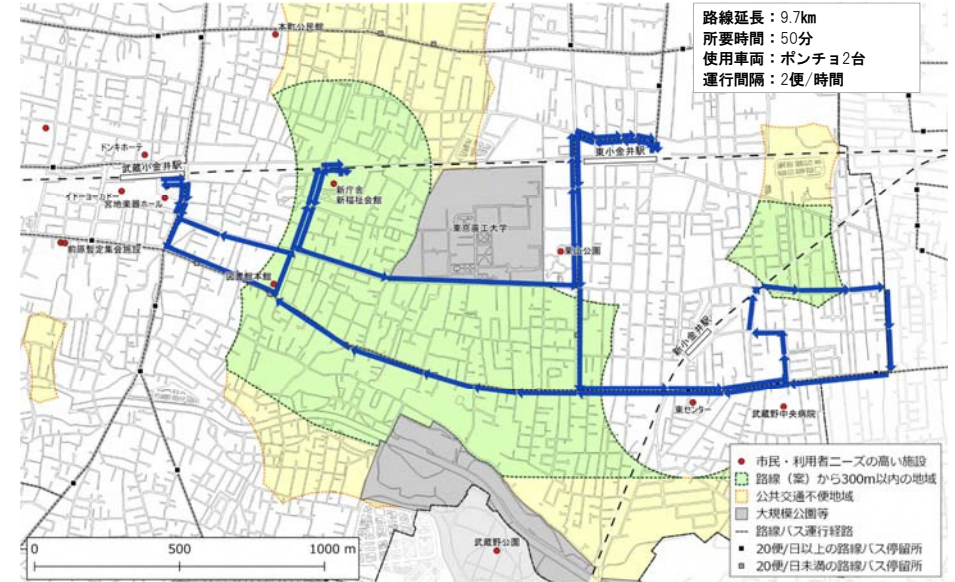 路線延長：9.7km
所要時間：50分
使用車両：ポンチョ2台
運行間隔：2便/時間
本町公民館
ドンキホーテ
武蔵小金井駅
東小金井駅
イトーヨーカドー
宮地楽器ホール
新庁舎
新福祉会館
東京農工大学
前原暫定集会施設
栗山公園
図書館本館
新小金井駅
東センター
武蔵野中央病院
武蔵野公園
市民・利用者ニーズの高い施設
路線（案）から300m以内の地域
公共交通不便地域
大規模公園等
路線バス運行経路
20便/日以上の路線バス停留所
20便/日未満の路線バス停留所
0 500 1000 m